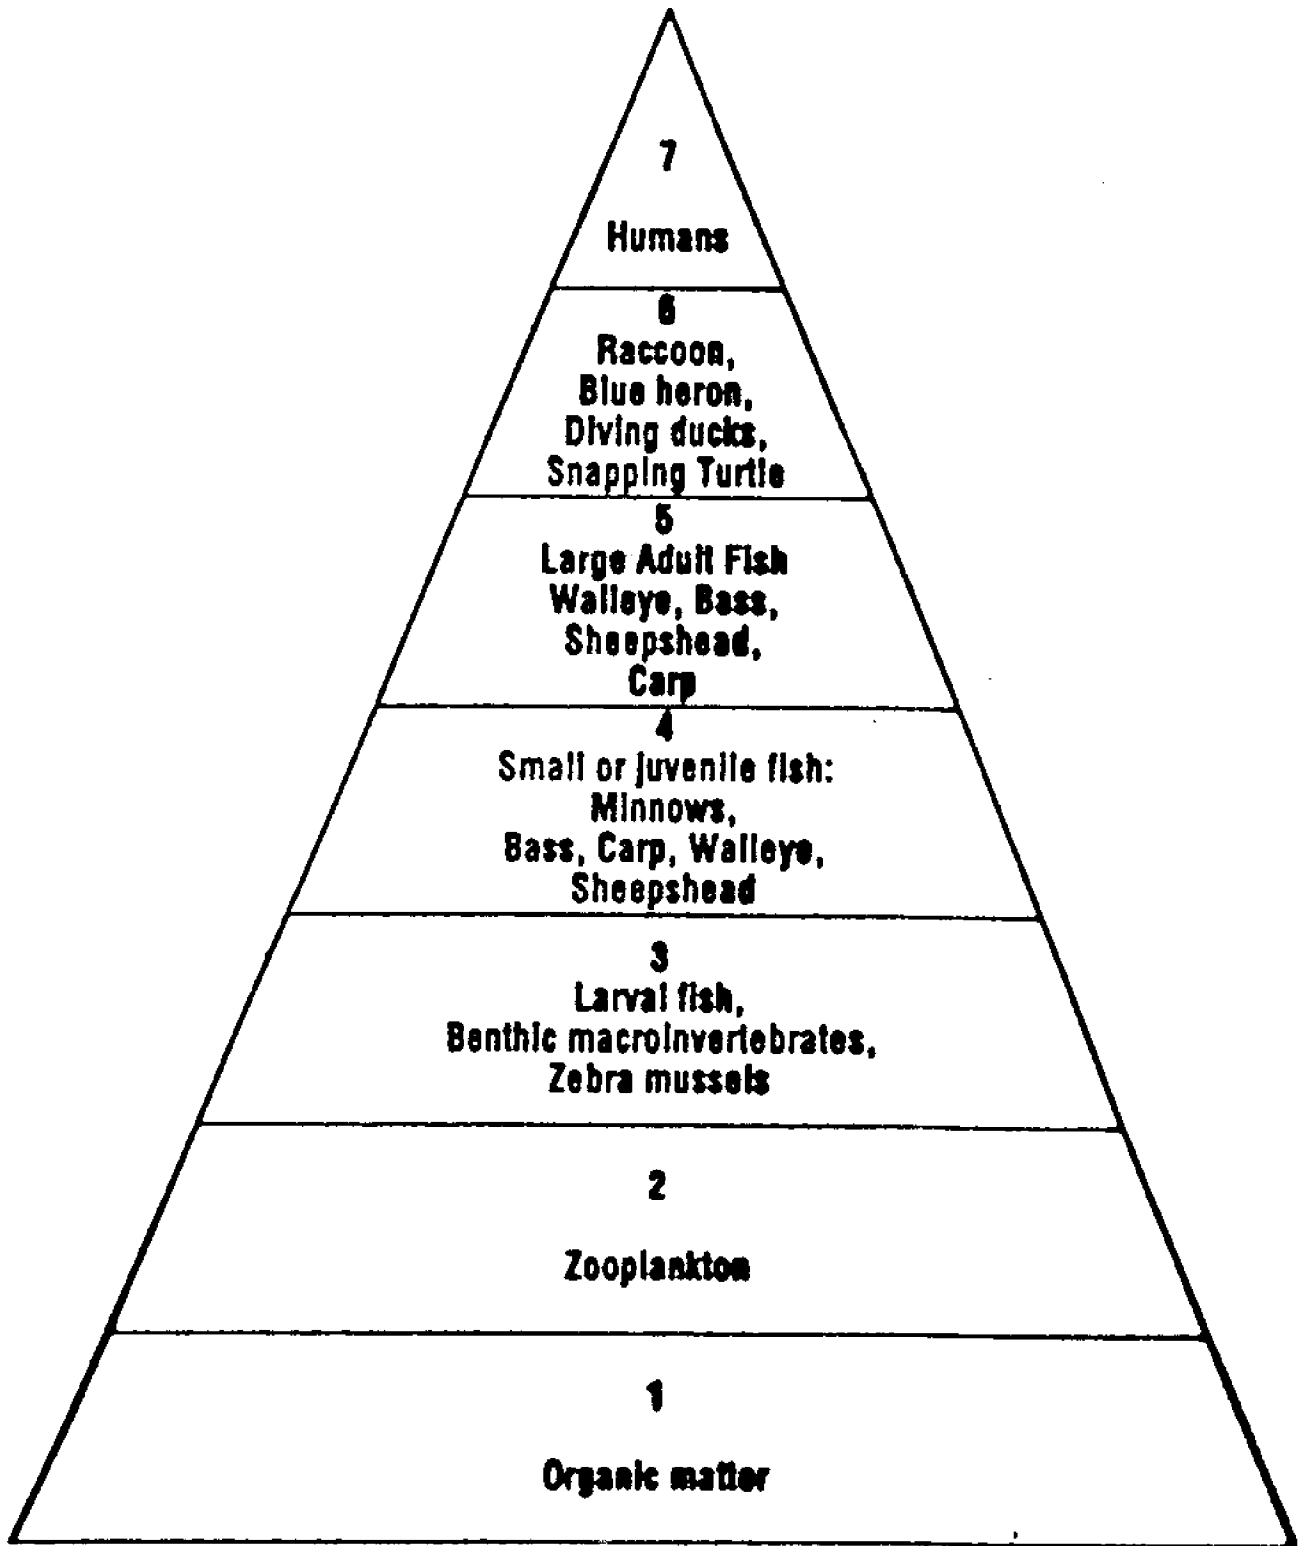 7
Humans
6
Raccoon,
Blue heron,
Diving ducks,
Snapping Turtle
5
Large Adult Fish
Walleye, Bass,
Sheepshead,
Carp
4
Small or juvenile fish:
Minnows,
Bass, Carp, Walleye,
Sheepshead
3
Larval fish,
Benthic macroinvertebrates,
Zebra mussels
2
Zooplankton
1
Organic matter